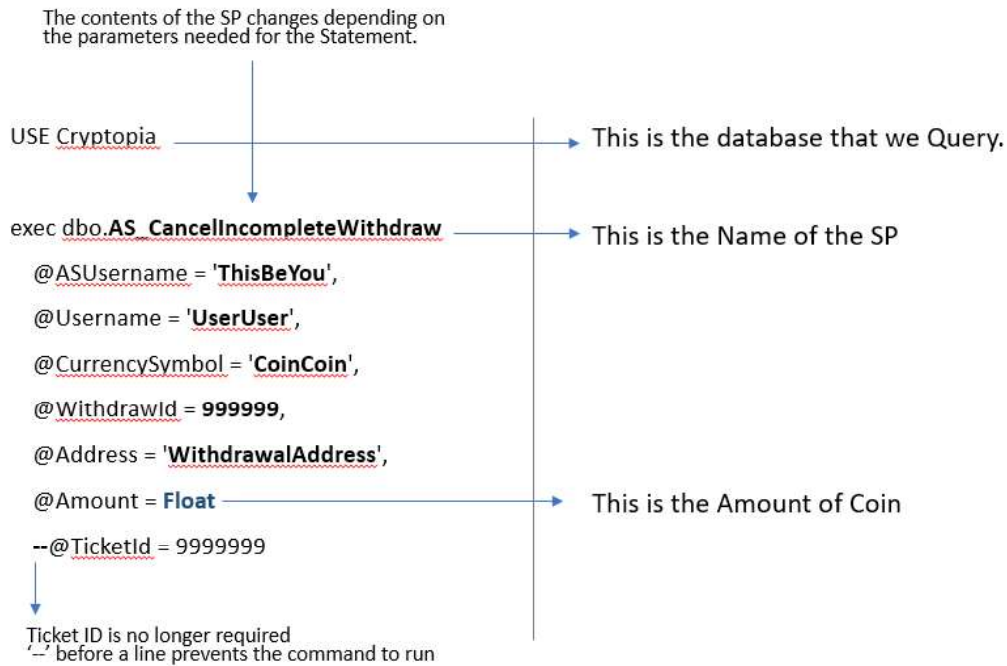 The contents of the SP changes depending on
the parameters needed for the Statement.
USE Cryptopia
This is the database that we Query.
exec dbo.AS_CancelIncompleteWithdraw
This is the Name of the SP
@ASUsername = 'ThisBeYou',
@Username = 'UserUser',
@CurrencySymbol = 'CoinCoin',
@WithdrawId = 999999,
@Address = 'WithdrawalAddress',
@Amount = Float
This is the Amount of Coin
--@TicketId = 9999999
Ticket ID is no longer required
'--' before a line prevents the command to run